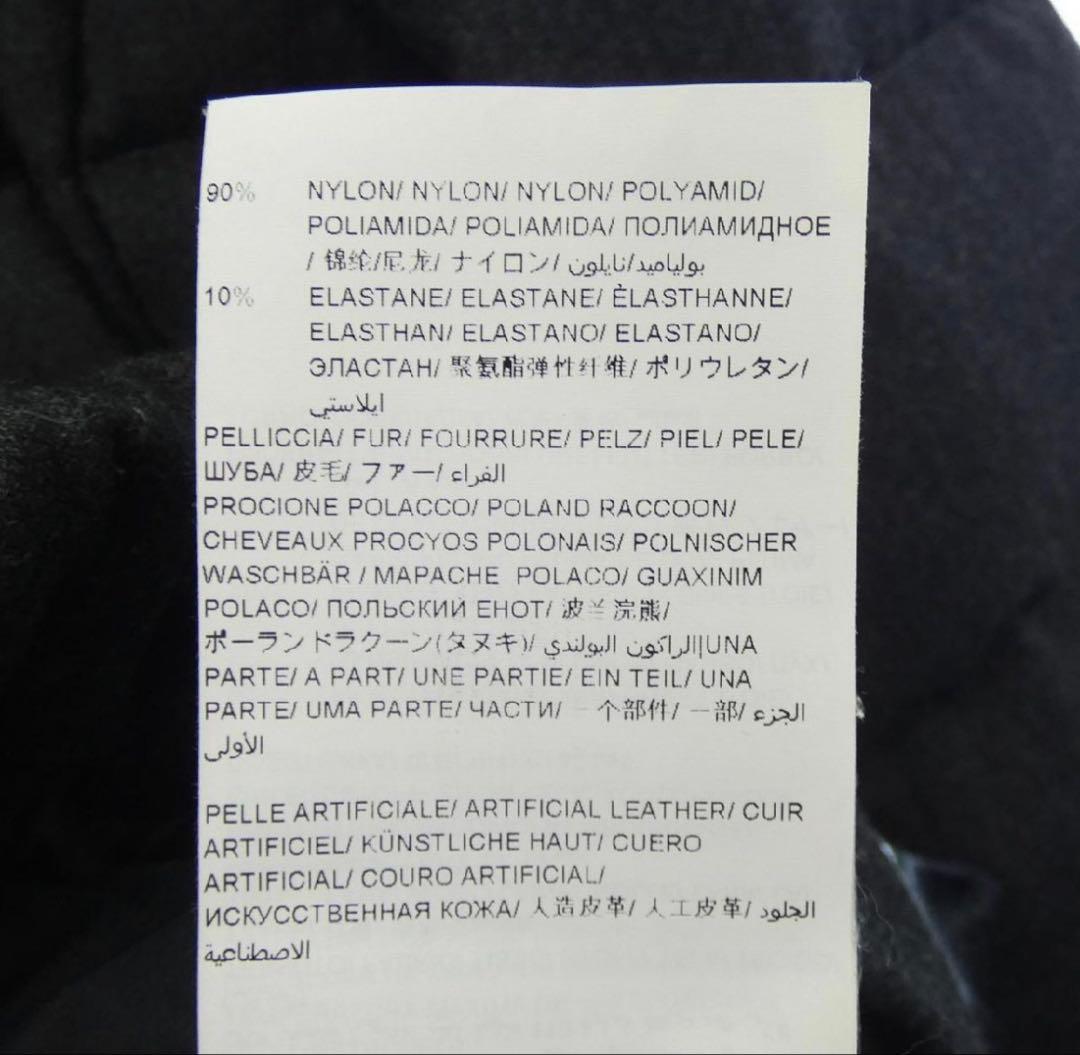 90% NYLON/ NYLON/ NYLON/ POLYAMID/
POLIAMIDA/ POLIAMIDA/ ПОЛИАМИДНОЕ
/ 锦纶/尼龙/ ナイロン/ بولياميد/نايلون
10% ELASTANE/ ELASTANE/ ÈLASTHANNE/
ELASTHAN/ ELASTANO/ ELASTANO/
ЭЛАСТАН/ 聚氨酯弹性纤维/ ポリウレタン/
ايلاستي
PELLICCIA/ FUR/ FOURRURE/ PELZ/ PIEL/ PELE/
ШУБА/ 皮毛/ ファー/ الفراء
PROCIONE POLACCO/ POLAND RACCOON/
CHEVEAUX PROCYOS POLONAIS/ POLNISCHER
WASCHBÄR / MAPACHE POLACO/ GUAXINIM
POLACO/ ПОЛЬСКИЙ ЕНОТ/ 波兰浣熊/
ポーランドラクーン(タヌキ)/ الراكون البولندي|UNA
PARTE/ A PART/ UNE PARTIE/ EIN TEIL/ UNA
PARTE/ UMA PARTE/ ЧАСТИ/ 一个部件/ 一部/ الجزء
الأولى
PELLE ARTIFICIALE/ ARTIFICIAL LEATHER/ CUIR
ARTIFICIEL/ KÜNSTLICHE HAUT/ CUERO
ARTIFICIAL/ COURO ARTIFICIAL/
ИСКУССТВЕННАЯ КОЖА/ 人造皮革/ 人工皮革/ الجلود
الاصطناعية